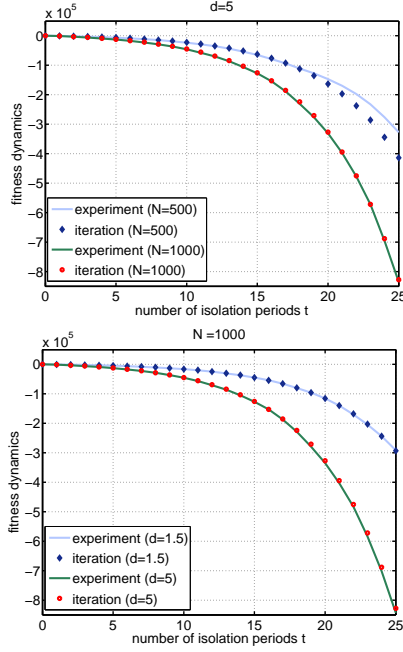 d=5
x 10^5
0
−1
−2
−3
−4
−5
−6
−7
−8
fitness dynamics
experiment (N=500)
iteration (N=500)
experiment (N=1000)
iteration (N=1000)
0 5 10 15 20 25
number of isolation periods t
N =1000
x 10^5
0
−1
−2
−3
−4
−5
−6
−7
−8
fitness dynamics
experiment (d=1.5)
iteration (d=1.5)
experiment (d=5)
iteration (d=5)
0 5 10 15 20 25
number of isolation periods t